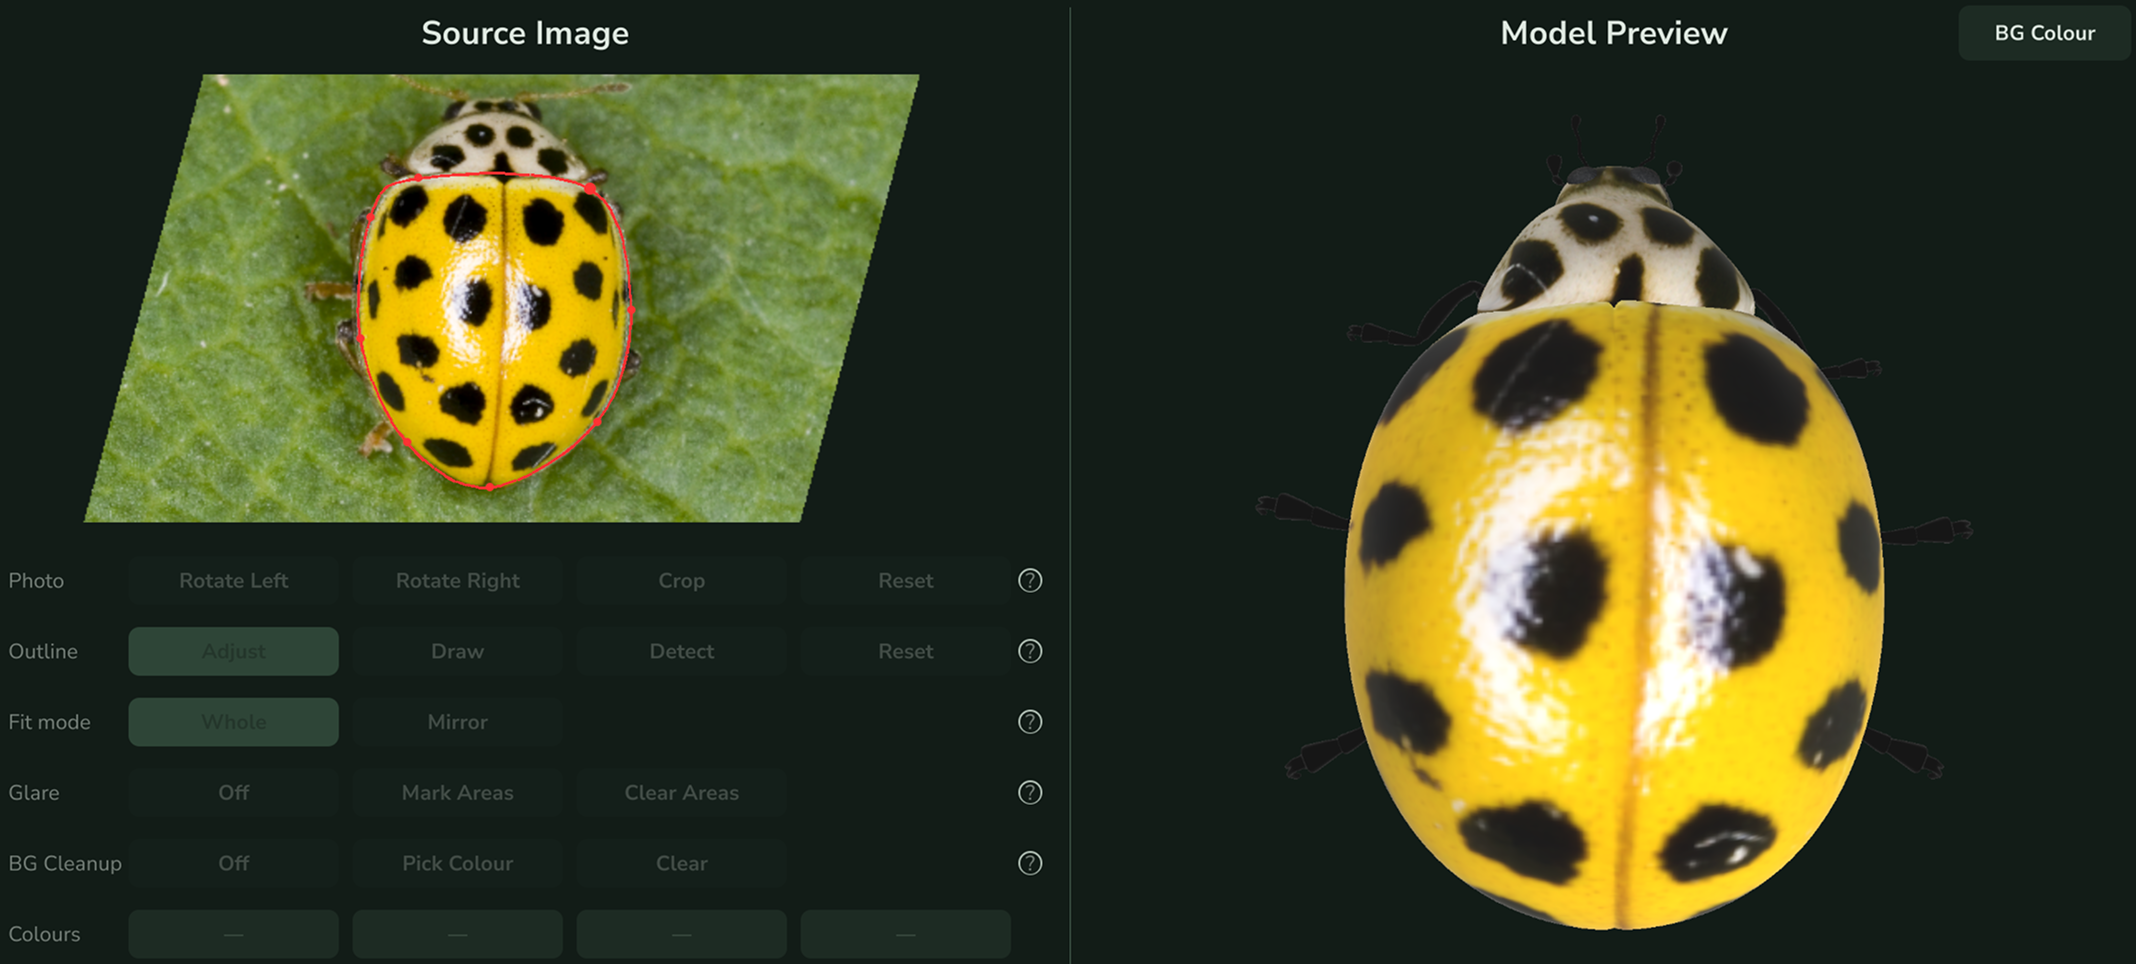 Source Image
Model Preview
BG Colour
Photo Rotate Left Rotate Right Crop Reset ?
Outline Adjust Draw Detect Reset ?
Fit mode Whole Mirror ?
Glare Off Mark Areas Clear Areas ?
BG Cleanup Off Pick Colour Clear ?
Colours — — — —